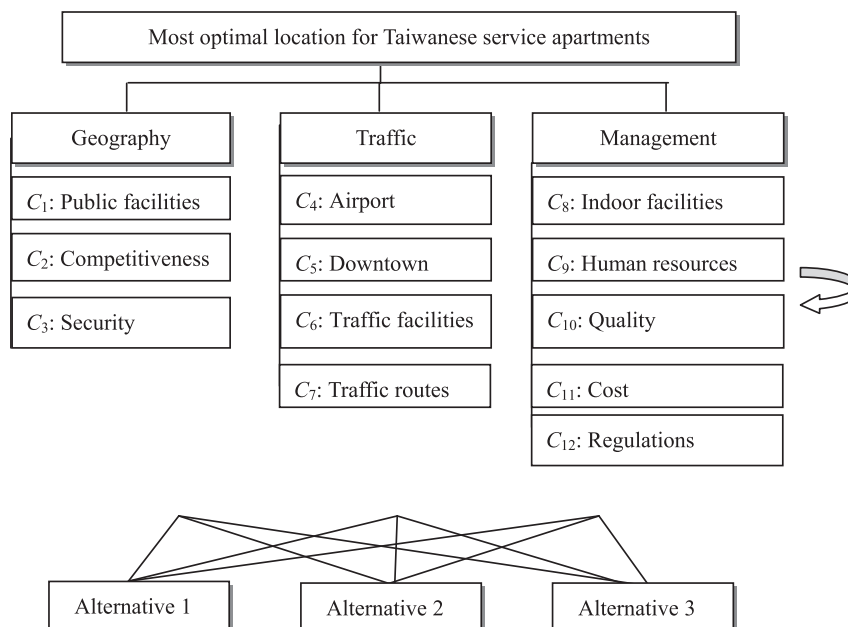 Most optimal location for Taiwanese service apartments
Geography
Traffic
Management
C1: Public facilities
C2: Competitiveness
C3: Security
C4: Airport
C5: Downtown
C6: Traffic facilities
C7: Traffic routes
C8: Indoor facilities
C9: Human resources
C10: Quality
C11: Cost
C12: Regulations
Alternative 1
Alternative 2
Alternative 3